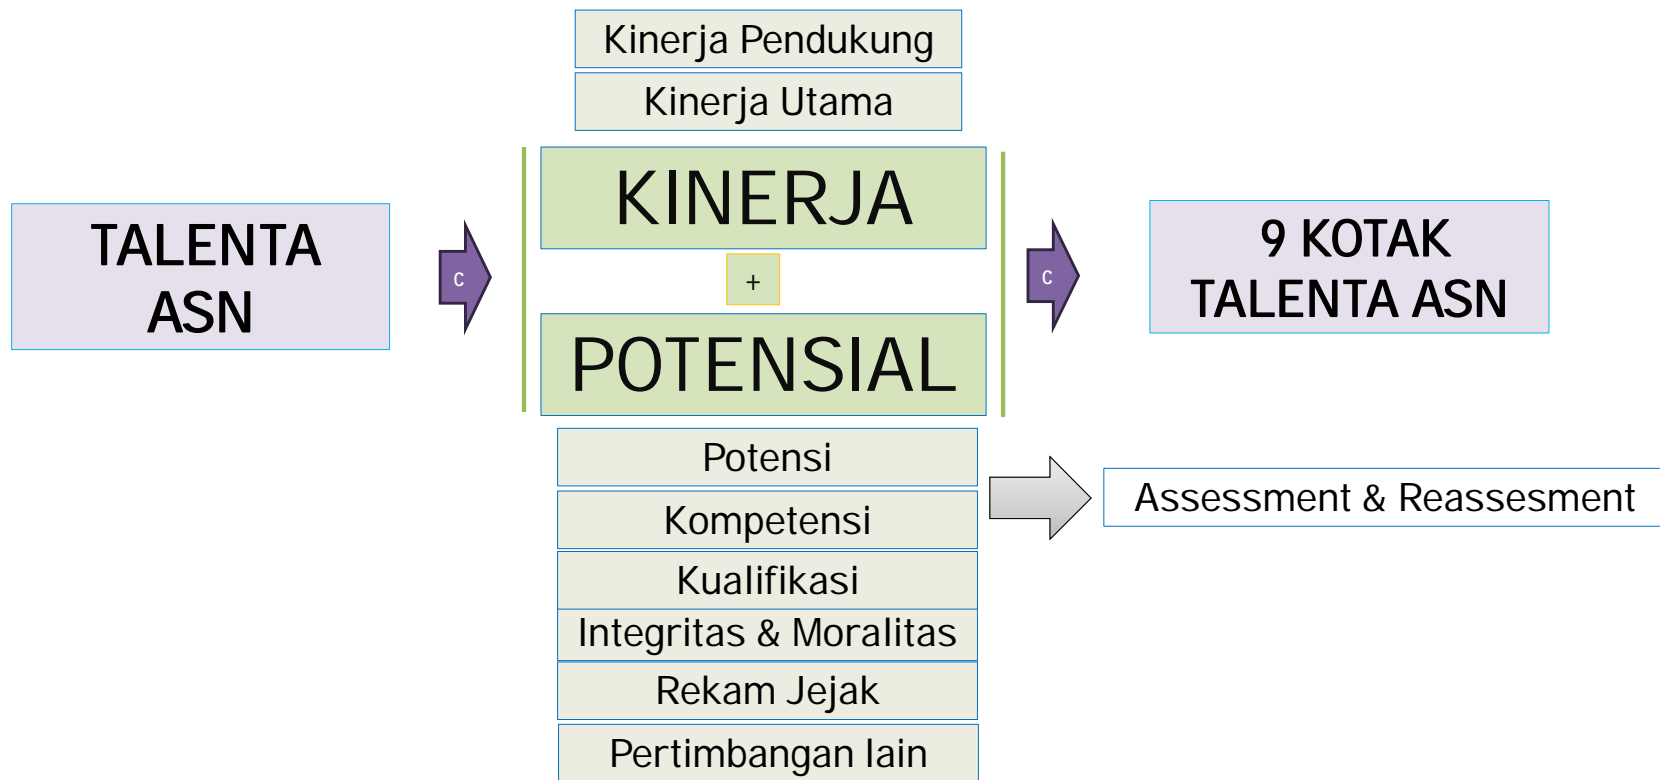 Kinerja Pendukung
Kinerja Utama
KINERJA
+
POTENSIAL
TALENTA
ASN
C
C
9 KOTAK
TALENTA ASN
Potensi
Kompetensi
Kualifikasi
Integritas & Moralitas
Rekam Jejak
Pertimbangan lain
Assessment & Reassesment